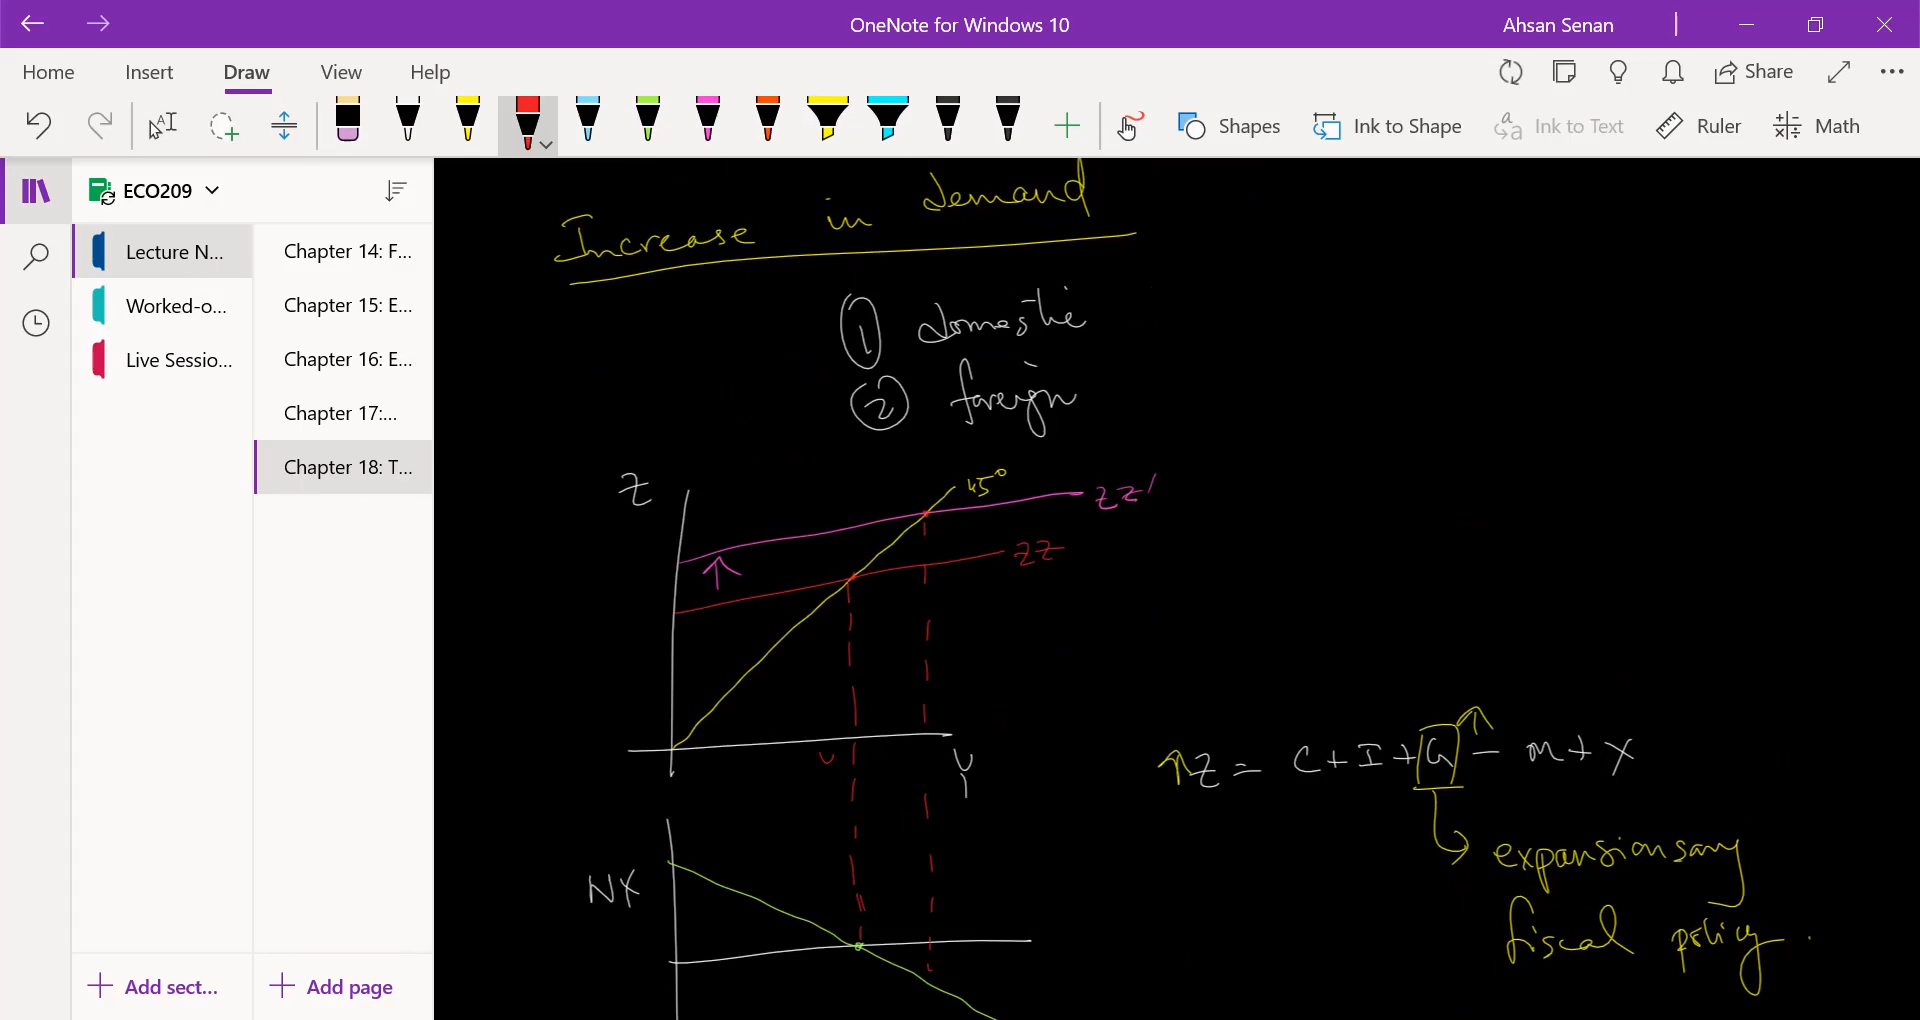 OneNote for Windows 10
Ahsan Senan
Home Insert Draw View Help
Share
Shapes Ink to Shape Ink to Text Ruler Math
ECO209
Lecture N...
Worked-o...
Live Sessio...
Chapter 14: F...
Chapter 15: E...
Chapter 16: E...
Chapter 17:...
Chapter 18: T...
Add sect...
Add page
Increase in demand
① domestic
② foreign
Z
45°
ZZ'
ZZ
Y
↑Z = C + I + G ↑ - M + X
expansionsary
fiscal policy.
NX